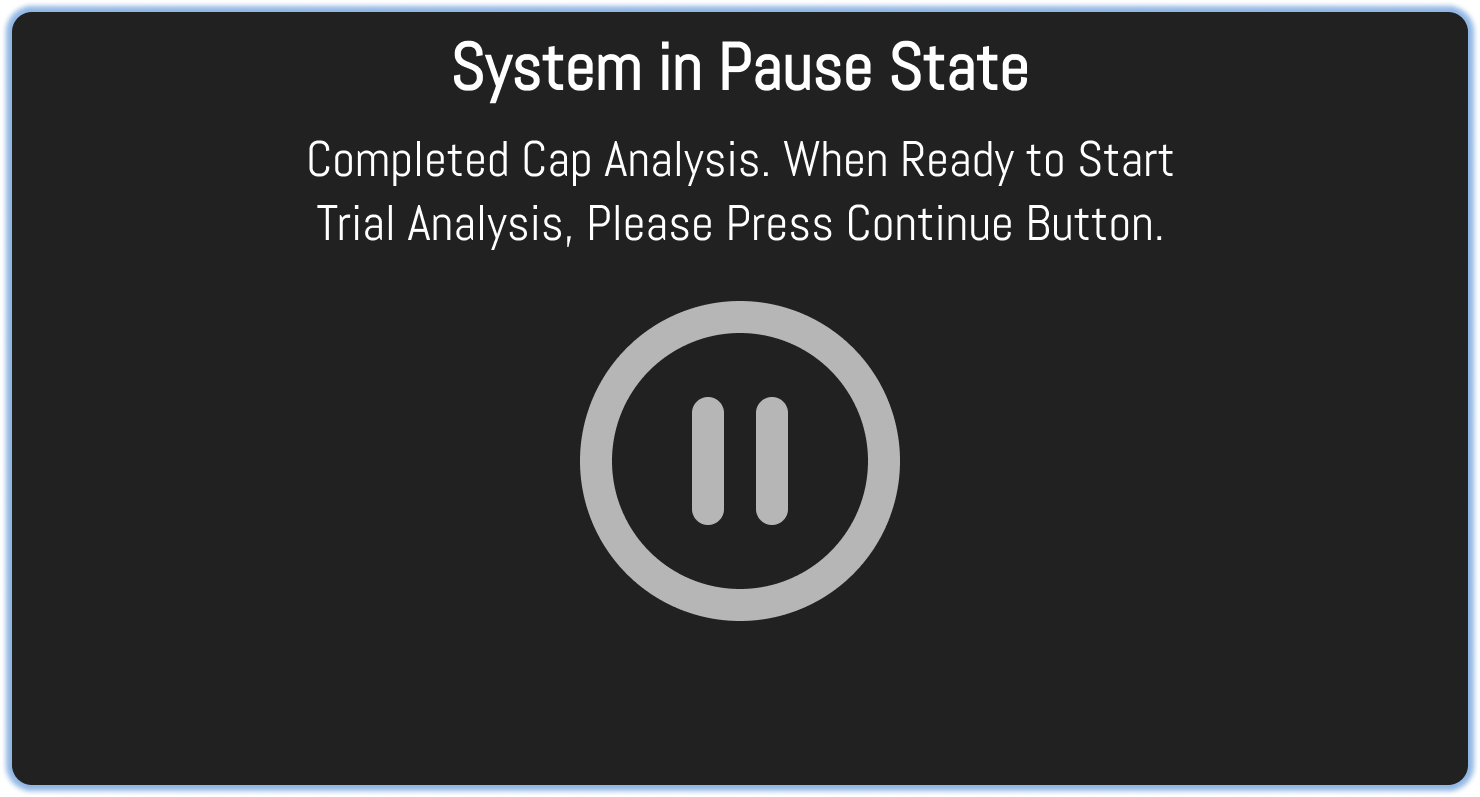 System in Pause State
Completed Cap Analysis. When Ready to Start
Trial Analysis, Please Press Continue Button.